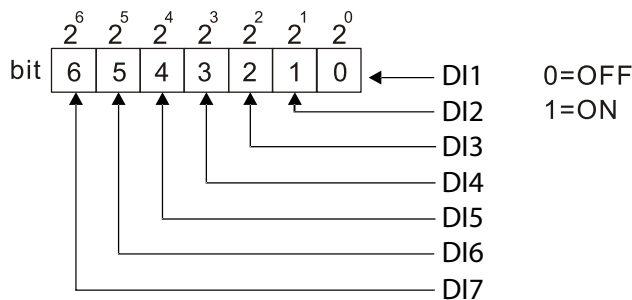 2⁶ 2⁵ 2⁴ 2³ 2² 2¹ 2⁰
bit 6 5 4 3 2 1 0 DI1 0=OFF
DI2 1=ON
DI3
DI4
DI5
DI6
DI7